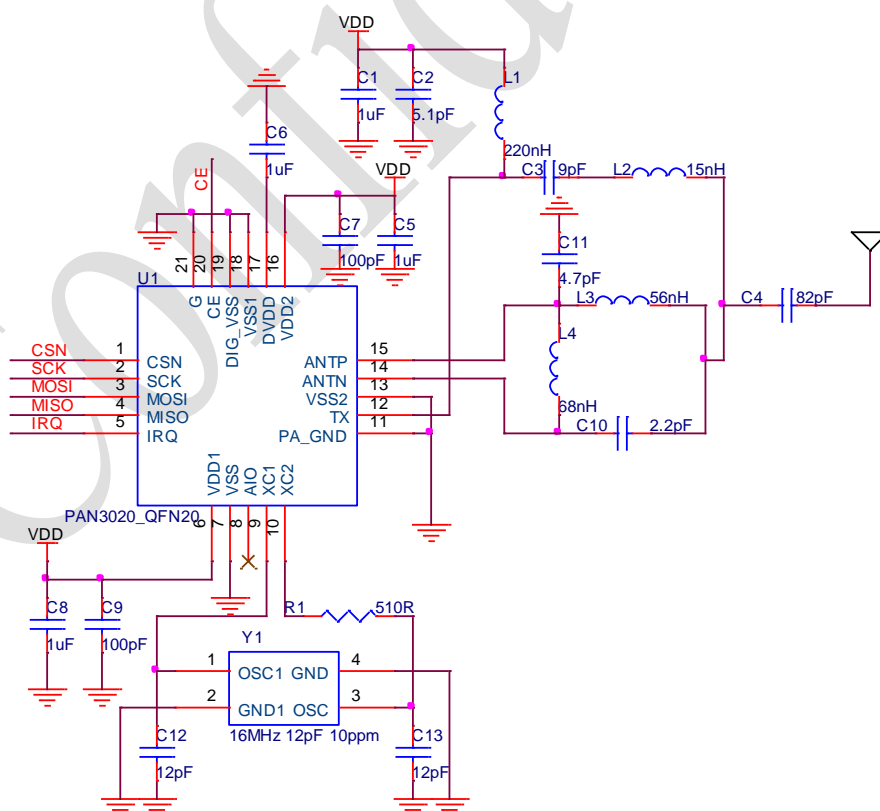 VDD
C1
1uF
C2
5.1pF
L1
220nH
C6
1uF
CE
VDD
C7
100pF
C5
1uF
C3
9pF
L2
15nH
C11
4.7pF
L3
56nH
L4
68nH
C10
2.2pF
C4
82pF
U1
21
20
19
18
17
16
G
CE
DIG_VSS
VSS1
DVDD
VDD2
CSN
1
CSN
SCK
2
SCK
MOSI
3
MOSI
MISO
4
MISO
IRQ
5
IRQ
ANTP
15
ANTN
14
VSS2
13
TX
12
PA_GND
11
VDD1
VSS
AIO
XC1
XC2
PAN3020_QFN20
6
7
8
9
10
VDD
C8
1uF
C9
100pF
R1
510R
Y1
1
OSC1
GND
4
2
GND1
OSC
3
16MHz 12pF 10ppm
C12
12pF
C13
12pF